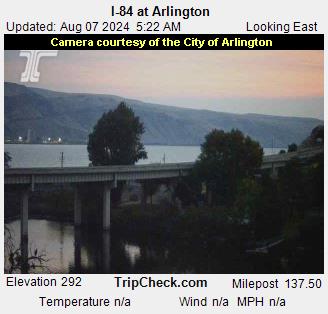 I-84 at Arlington
Updated: Aug 07 2024 5:22 AM Looking East
Camera courtesy of the City of Arlington
Elevation 292 TripCheck.com Milepost 137.50
Temperature n/a Wind n/a MPH n/a